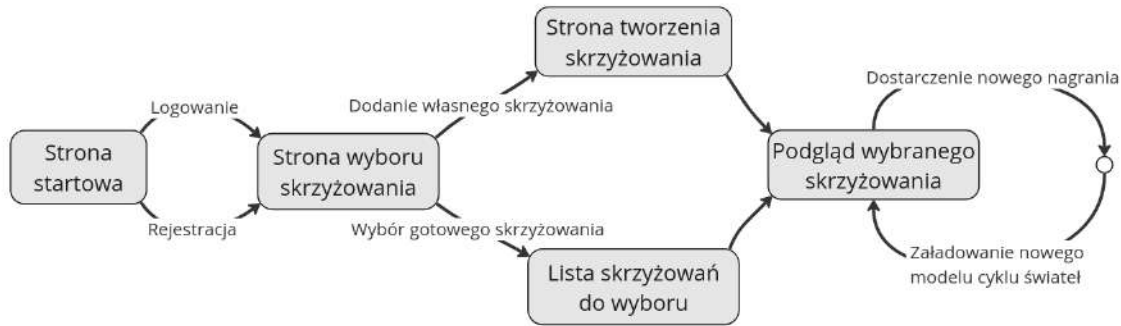 Strona
startowa
Logowanie
Rejestracja
Strona wyboru
skrzyżowania
Dodanie własnego skrzyżowania
Wybór gotowego skrzyżowania
Strona tworzenia
skrzyżowania
Lista skrzyżowań
do wyboru
Podgląd wybranego
skrzyżowania
Dostarczenie nowego nagrania
Załadowanie nowego
modelu cyklu świateł